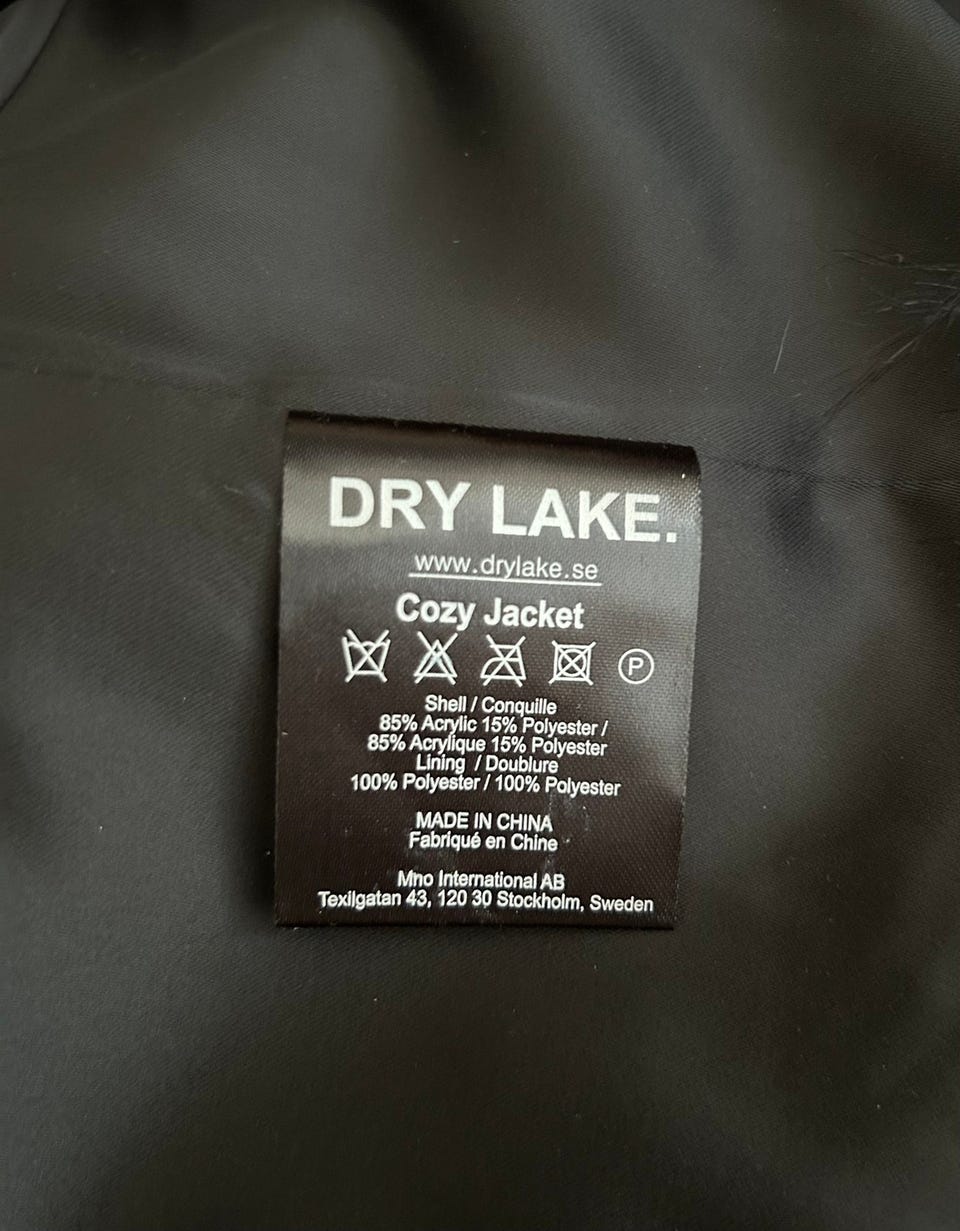 DRY LAKE.
www.drylake.se
Cozy Jacket
P
Shell / Conquille
85% Acrylic 15% Polyester /
85% Acrylique 15% Polyester
Lining / Doublure
100% Polyester / 100% Polyester
MADE IN CHINA
Fabriqué en Chine
Mno International AB
Texilgatan 43, 120 30 Stockholm, Sweden